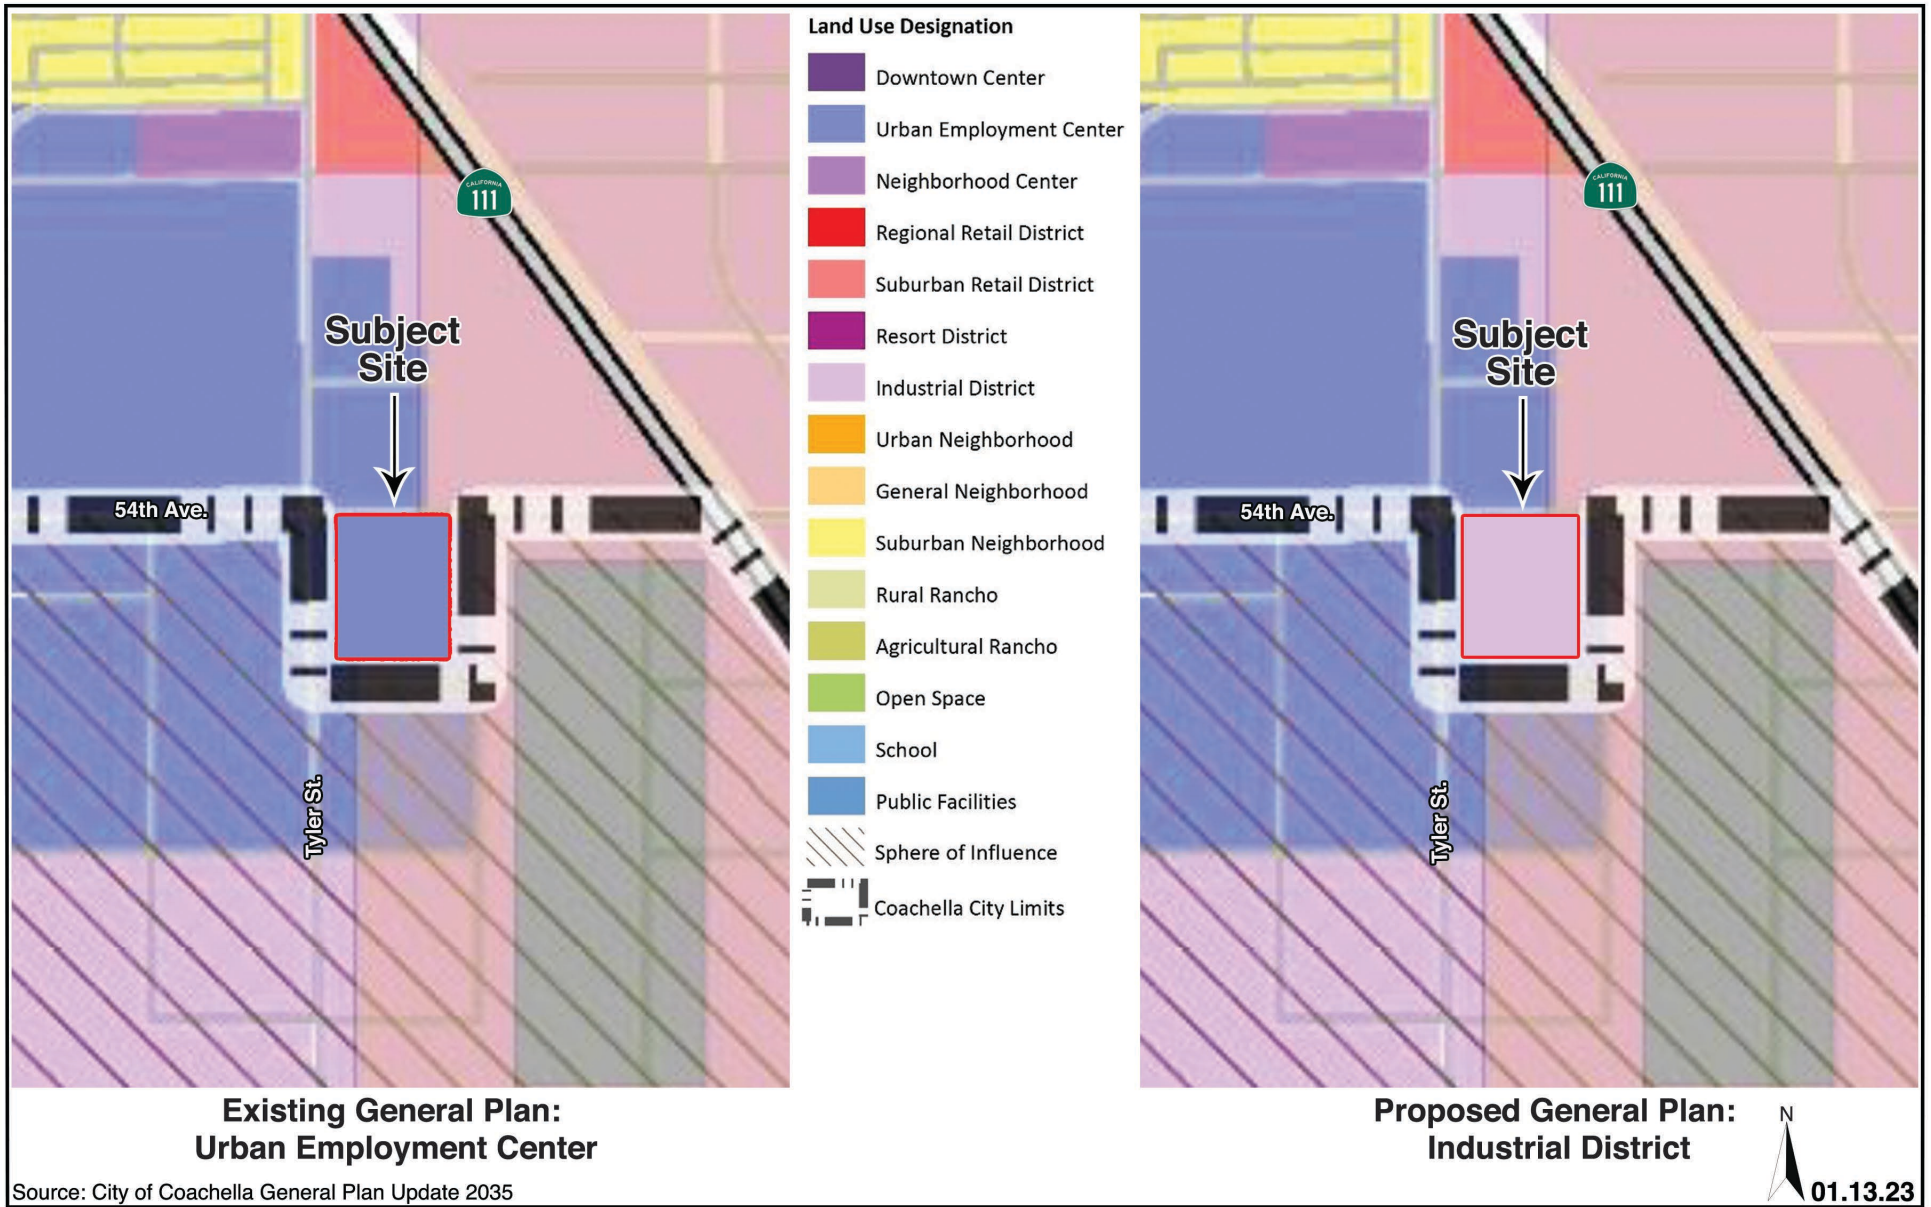 CALIFORNIA
111
Subject
Site
54th Ave.
Tyler St.
Existing General Plan:
Urban Employment Center
Source: City of Coachella General Plan Update 2035
Land Use Designation
Downtown Center
Urban Employment Center
Neighborhood Center
Regional Retail District
Suburban Retail District
Resort District
Industrial District
Urban Neighborhood
General Neighborhood
Suburban Neighborhood
Rural Rancho
Agricultural Rancho
Open Space
School
Public Facilities
Sphere of Influence
Coachella City Limits
CALIFORNIA
111
Subject
Site
54th Ave.
Tyler St.
Proposed General Plan:
Industrial District
N
01.13.23